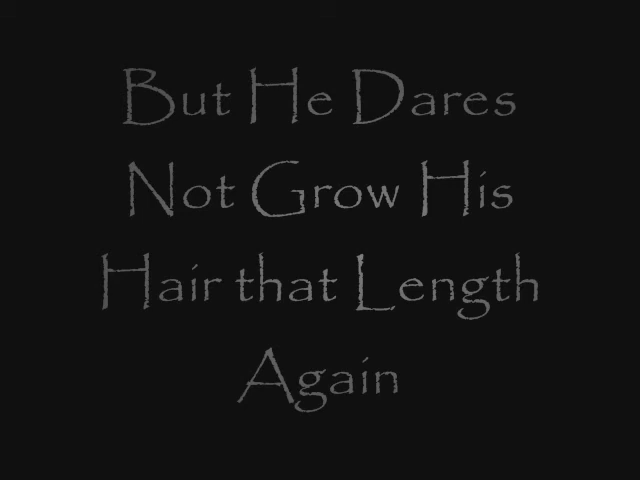 But He Dares
Not Grow His
Hair that Length
Again